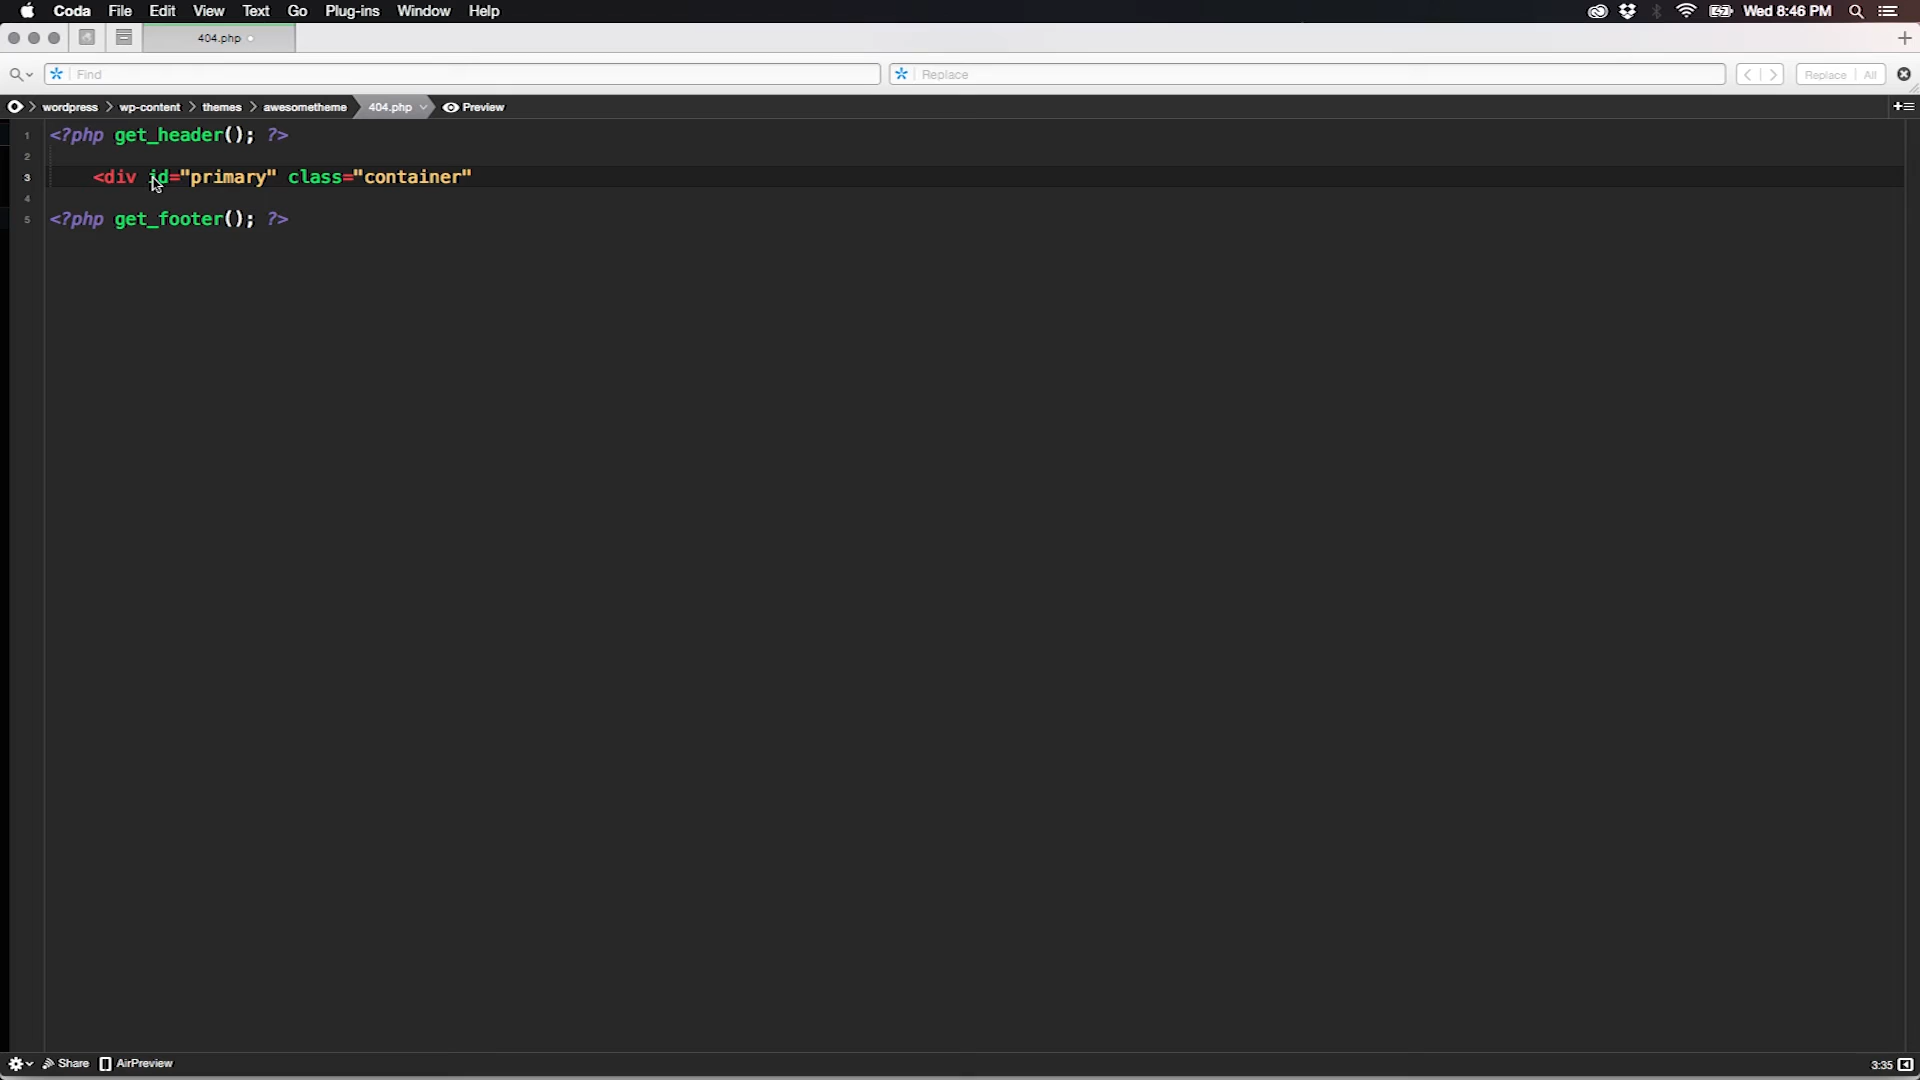 Coda File Edit View Text Go Plug-ins Window Help Wed 8:46 PM
404.php
Find Replace Replace All
wordpress wp-content themes awesometheme 404.php Preview
1 <?php get_header(); ?>
2
3 <div id="primary" class="container"
4
5 <?php get_footer(); ?>
Share AirPreview 3:35